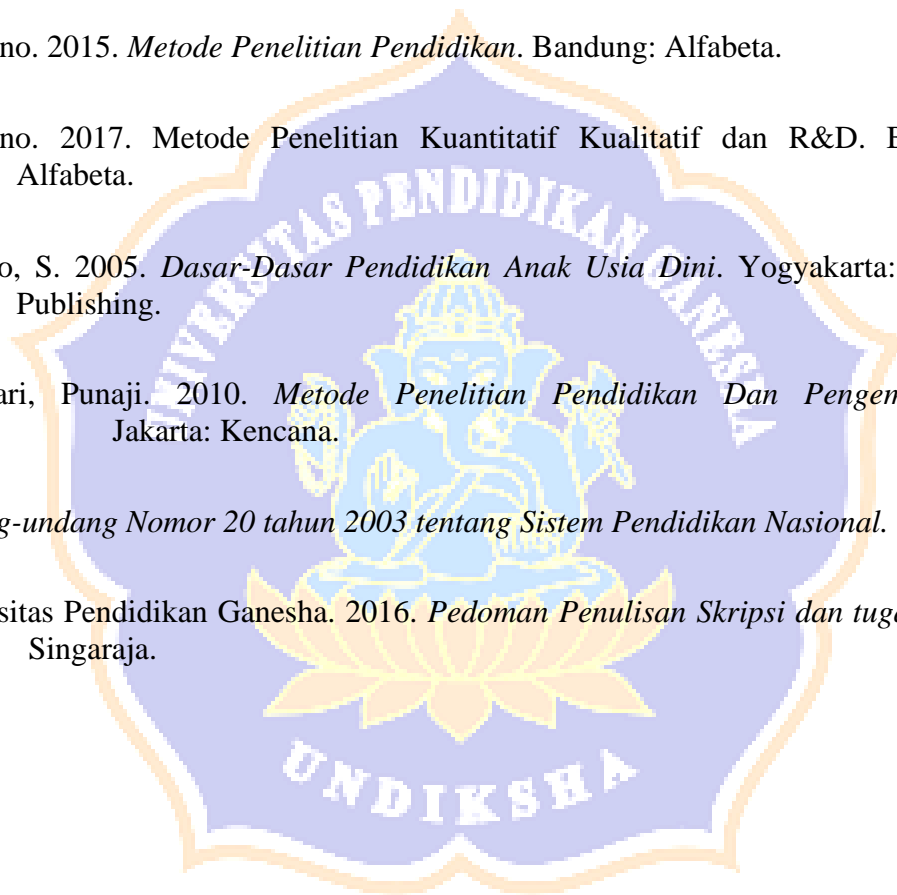 no. 2015. Metode Penelitian Pendidikan. Bandung: Alfabeta.
no. 2017. Metode Penelitian Kuantitatif Kualitatif dan R&D.
Alfabeta.
UNIVERSITAS PENDIDIKAN GANESHA
o, S. 2005. Dasar-Dasar Pendidikan Anak Usia Dini. Yogyakarta:
Publishing.
ari, Punaji. 2010. Metode Penelitian Pendidikan Dan Pengem
Jakarta: Kencana.
g-undang Nomor 20 tahun 2003 tentang Sistem Pendidikan Nasional.
sitas Pendidikan Ganesha. 2016. Pedoman Penulisan Skripsi dan tuga
Singaraja.
UNDIKSHA